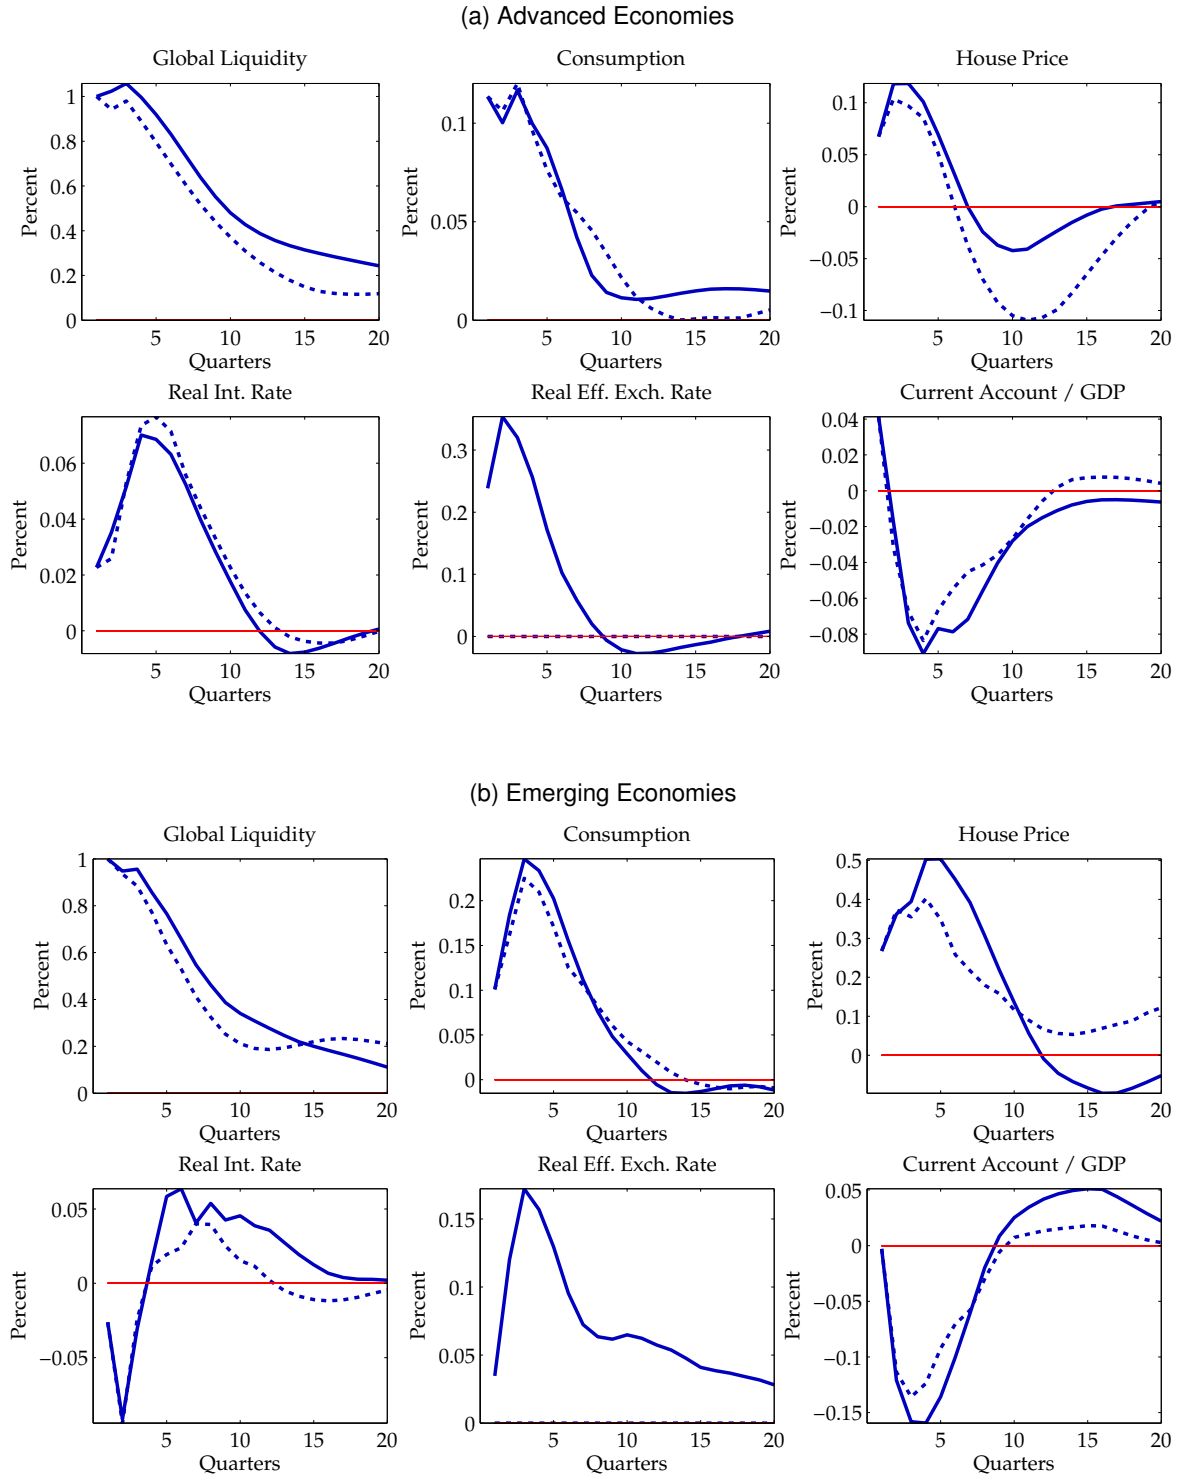 (a) Advanced Economies
Global Liquidity
Consumption
House Price
Percent
1
0.8
0.6
0.4
0.2
0
5
10
15
20
Quarters
Percent
0.1
0.05
0
5
10
15
20
Quarters
Percent
0.1
0.05
0
−0.05
−0.1
5
10
15
20
Quarters
Real Int. Rate
Real Eff. Exch. Rate
Current Account / GDP
Percent
0.06
0.04
0.02
0
5
10
15
20
Quarters
Percent
0.3
0.2
0.1
0
5
10
15
20
Quarters
Percent
0.04
0.02
0
−0.02
−0.04
−0.06
−0.08
5
10
15
20
Quarters
(b) Emerging Economies
Global Liquidity
Consumption
House Price
Percent
1
0.8
0.6
0.4
0.2
0
5
10
15
20
Quarters
Percent
0.2
0.15
0.1
0.05
0
5
10
15
20
Quarters
Percent
0.5
0.4
0.3
0.2
0.1
0
5
10
15
20
Quarters
Real Int. Rate
Real Eff. Exch. Rate
Current Account / GDP
Percent
0.05
0
−0.05
5
10
15
20
Quarters
Percent
0.15
0.1
0.05
0
5
10
15
20
Quarters
Percent
0.05
0
−0.05
−0.1
−0.15
5
10
15
20
Quarters